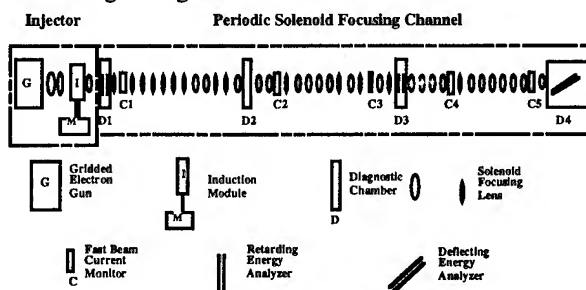 Injector Periodic Solenoid Focusing Channel
G I M
C1 C2 C3 C4 C5
D1 D2 D3 D4
G Gridded Electron Gun
I M Induction Module
D Diagnostic Chamber
Solenoid Focusing Lens
C Fast Beam Current Monitor
Retarding Energy Analyzer
Deflecting Energy Analyzer